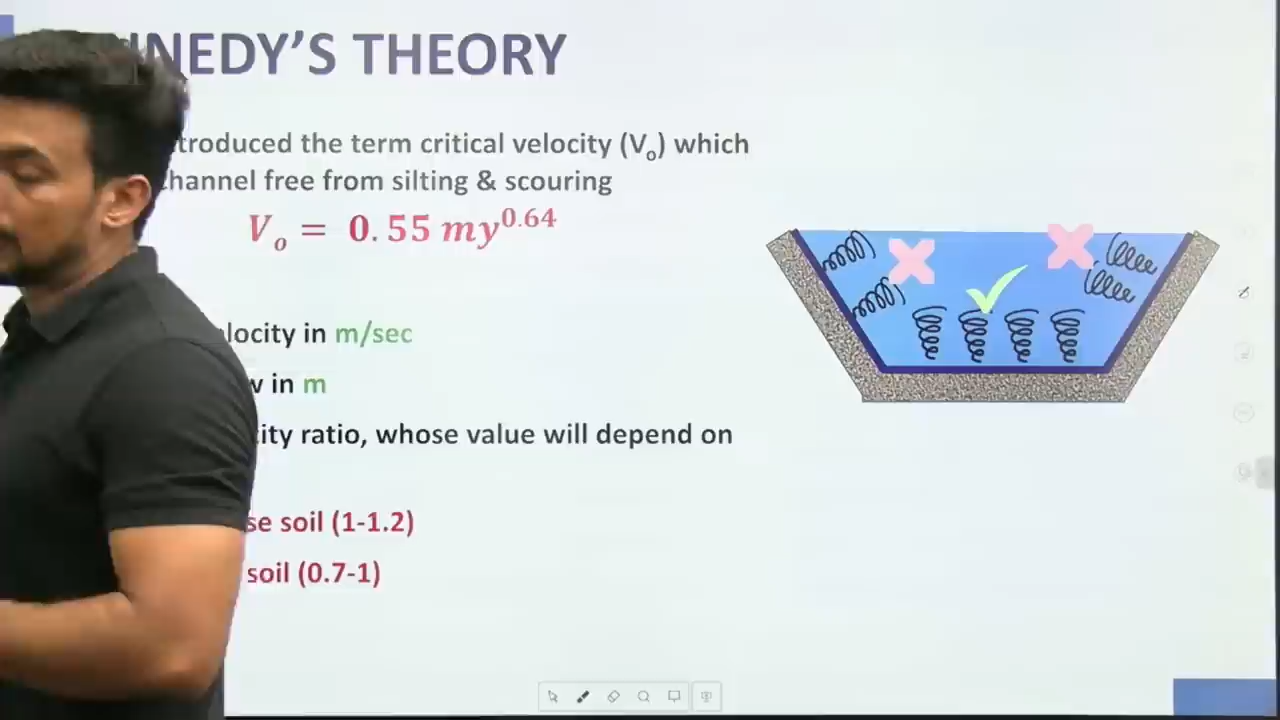 NEDY'S THEORY
troduced the term critical velocity (Vₒ) which
channel free from silting & scouring
Vₒ = 0.55 my^0.64
locity in m/sec
w in m
city ratio, whose value will depend on
se soil (1-1.2)
soil (0.7-1)